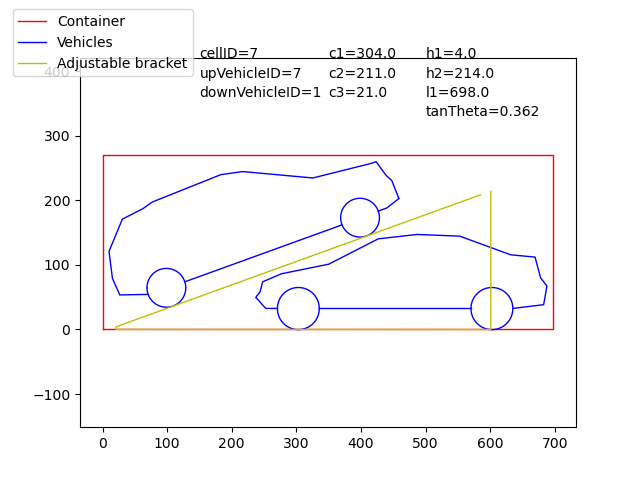 Container
Vehicles
Adjustable bracket
cellID=7 c1=304.0 h1=4.0
upVehicleID=7 c2=211.0 h2=214.0
downVehicleID=1 c3=21.0 l1=698.0
tanTheta=0.362
400
300
200
100
0
−100
0 100 200 300 400 500 600 700